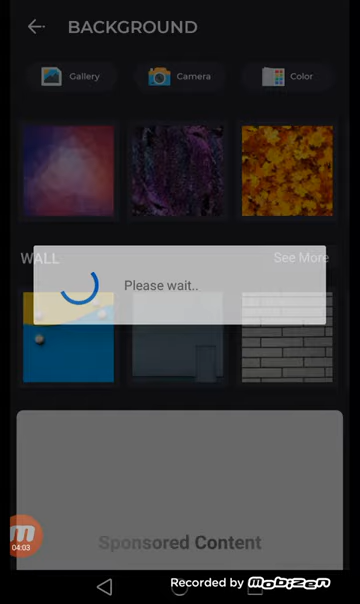 BACKGROUND
Gallery
Camera
Color
WALL
See More
Please wait..
Sponsored Content
04:03
Recorded by Mobizen